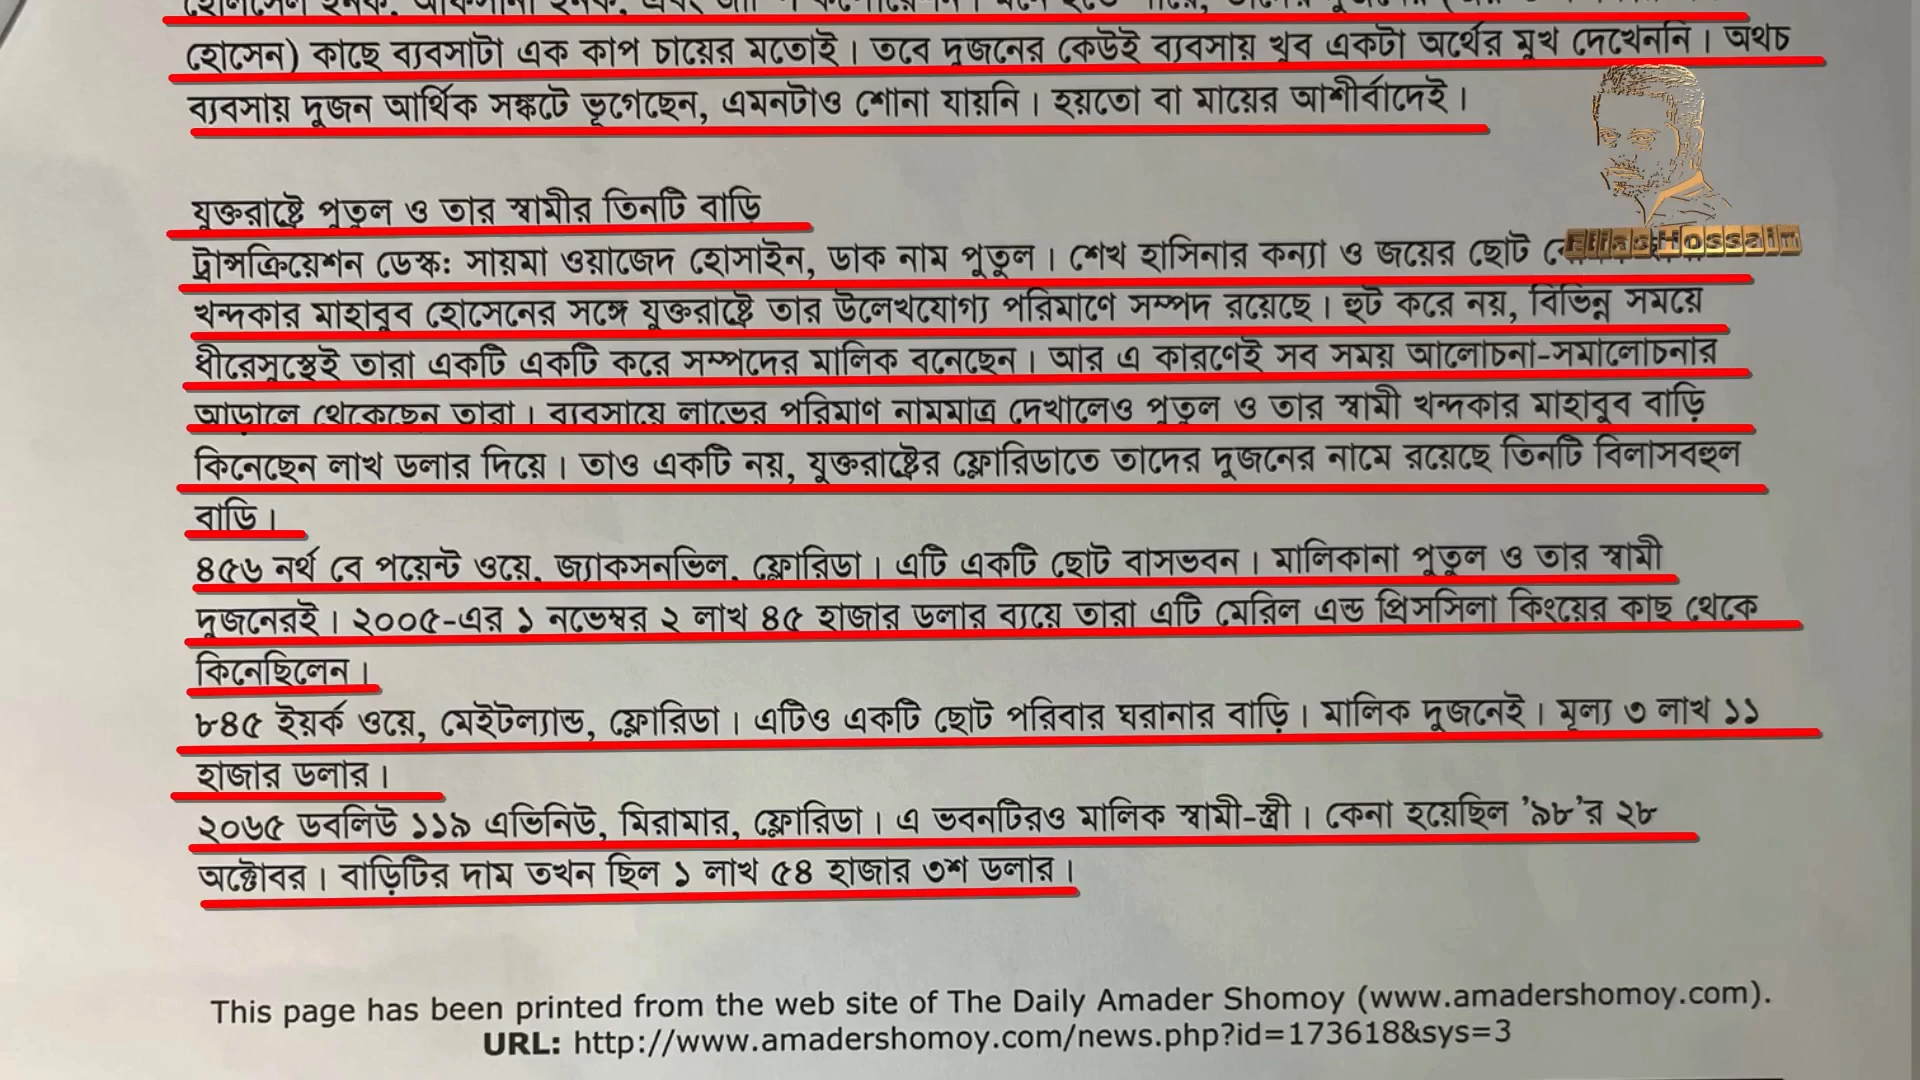 হোসেন) কাছে ব্যবসাটা এক কাপ চায়ের মতোই। তবে দুজনের কেউই ব্যবসায় খুব একটা অর্থের মুখ দেখেননি। অথচ
ব্যবসায় দুজন আর্থিক সঙ্কটে ভূগেছেন, এমনটাও শোনা যায়নি। হয়তো বা মায়ের আশীর্বাদেই।
যুক্তরাষ্ট্রে পুতুল ও তার স্বামীর তিনটি বাড়ি
ট্রান্সক্রিয়েশন ডেস্ক: সায়মা ওয়াজেদ হোসাইন, ডাক নাম পুতুল। শেখ হাসিনার কন্যা ও জয়ের ছোট
Elias Hossain
খন্দকার মাহাবুব হোসেনের সঙ্গে যুক্তরাষ্ট্রে তার উলেখযোগ্য পরিমাণে সম্পদ রয়েছে। হুট করে নয়, বিভিন্ন সময়ে
ধীরেসুস্থেই তারা একটি একটি করে সম্পদের মালিক বনেছেন। আর এ কারণেই সব সময় আলোচনা-সমালোচনার
আড়ালে থেকেছেন তারা। ব্যবসায়ে লাভের পরিমাণ নামমাত্র দেখালেও পুতুল ও তার স্বামী খন্দকার মাহাবুব বাড়ি
কিনেছেন লাখ ডলার দিয়ে। তাও একটি নয়, যুক্তরাষ্ট্রের ফ্লোরিডাতে তাদের দুজনের নামে রয়েছে তিনটি বিলাসবহুল
বাড়ি।
৪৫৬ নর্থ বে পয়েন্ট ওয়ে, জ্যাকসনভিল, ফ্লোরিডা। এটি একটি ছোট বাসভবন। মালিকানা পুতুল ও তার স্বামী
দুজনেরই। ২০০৫-এর ১ নভেম্বর ২ লাখ ৪৫ হাজার ডলার ব্যয়ে তারা এটি মেরিল এন্ড প্রিসসিলা কিংয়ের কাছ থেকে
কিনেছিলেন।
৮৪৫ ইয়র্ক ওয়ে, মেইটল্যান্ড, ফ্লোরিডা। এটিও একটি ছোট পরিবার ঘরানার বাড়ি। মালিক দুজনেই। মূল্য ৩ লাখ ১১
হাজার ডলার।
২০৬৫ ডবলিউ ১১৯ এভিনিউ, মিরামার, ফ্লোরিডা। এ ভবনটিরও মালিক স্বামী-স্ত্রী। কেনা হয়েছিল '৯৮'র ২৮
অক্টোবর। বাড়িটির দাম তখন ছিল ১ লাখ ৫৪ হাজার ৩শ ডলার।
This page has been printed from the web site of The Daily Amader Shomoy (www.amadershomoy.com).
URL: http://www.amadershomoy.com/news.php?id=173618&sys=3